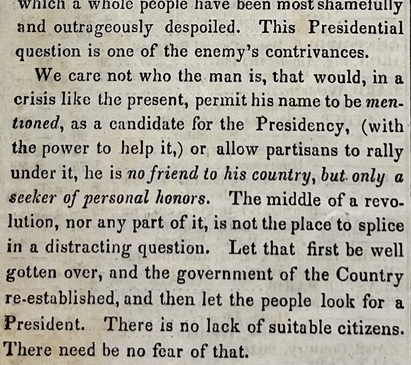 which a whole people have been most shamefully
and outrageously despoiled. This Presidential
question is one of the enemy's contrivances.
We care not who the man is, that would, in a
crisis like the present, permit his name to be men-
tioned, as a candidate for the Presidency, (with
the power to help it,) or allow partisans to rally
under it, he is no friend to his country, but only a
seeker of personal honors. The middle of a revo-
lution, nor any part of it, is not the place to splice
in a distracting question. Let that first be well
gotten over, and the government of the Country
re-established, and then let the people look for a
President. There is no lack of suitable citizens.
There need be no fear of that.